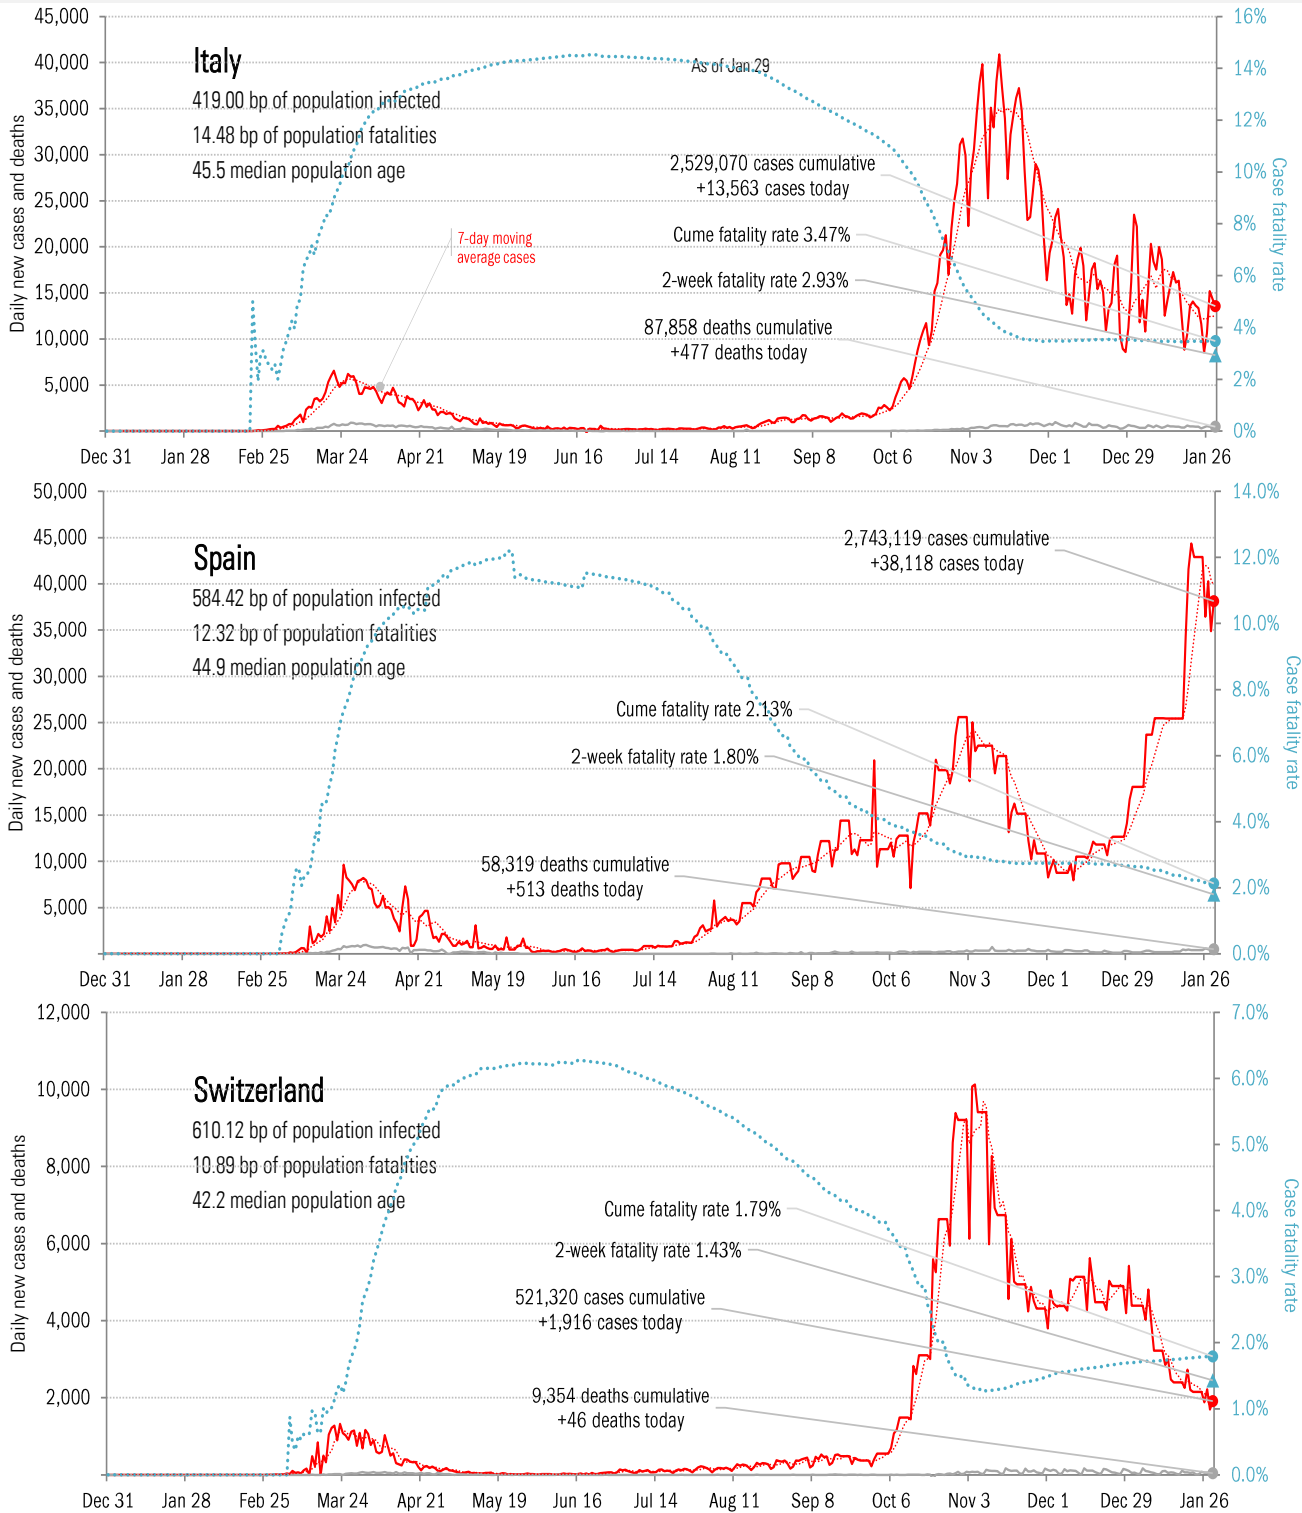 45,000
40,000
35,000
30,000
25,000
20,000
15,000
10,000
5,000
Daily new cases and deaths
16%
14%
12%
10%
8%
6%
4%
2%
0%
Case fatality rate
Italy
419.00 bp of population infected
14.48 bp of population fatalities
45.5 median population age
As of Jan 29
7-day moving
average cases
2,529,070 cases cumulative
+13,563 cases today
Cume fatality rate 3.47%
2-week fatality rate 2.93%
87,858 deaths cumulative
+477 deaths today
Dec 31 Jan 28 Feb 25 Mar 24 Apr 21 May 19 Jun 16 Jul 14 Aug 11 Sep 8 Oct 6 Nov 3 Dec 1 Dec 29 Jan 26
50,000
45,000
40,000
35,000
30,000
25,000
20,000
15,000
10,000
5,000
Daily new cases and deaths
14.0%
12.0%
10.0%
8.0%
6.0%
4.0%
2.0%
0.0%
Case fatality rate
Spain
584.42 bp of population infected
12.32 bp of population fatalities
44.9 median population age
2,743,119 cases cumulative
+38,118 cases today
Cume fatality rate 2.13%
2-week fatality rate 1.80%
58,319 deaths cumulative
+513 deaths today
Dec 31 Jan 28 Feb 25 Mar 24 Apr 21 May 19 Jun 16 Jul 14 Aug 11 Sep 8 Oct 6 Nov 3 Dec 1 Dec 29 Jan 26
12,000
10,000
8,000
6,000
4,000
2,000
Daily new cases and deaths
7.0%
6.0%
5.0%
4.0%
3.0%
2.0%
1.0%
0.0%
Case fatality rate
Switzerland
610.12 bp of population infected
10.89 bp of population fatalities
42.2 median population age
Cume fatality rate 1.79%
2-week fatality rate 1.43%
521,320 cases cumulative
+1,916 cases today
9,354 deaths cumulative
+46 deaths today
Dec 31 Jan 28 Feb 25 Mar 24 Apr 21 May 19 Jun 16 Jul 14 Aug 11 Sep 8 Oct 6 Nov 3 Dec 1 Dec 29 Jan 26